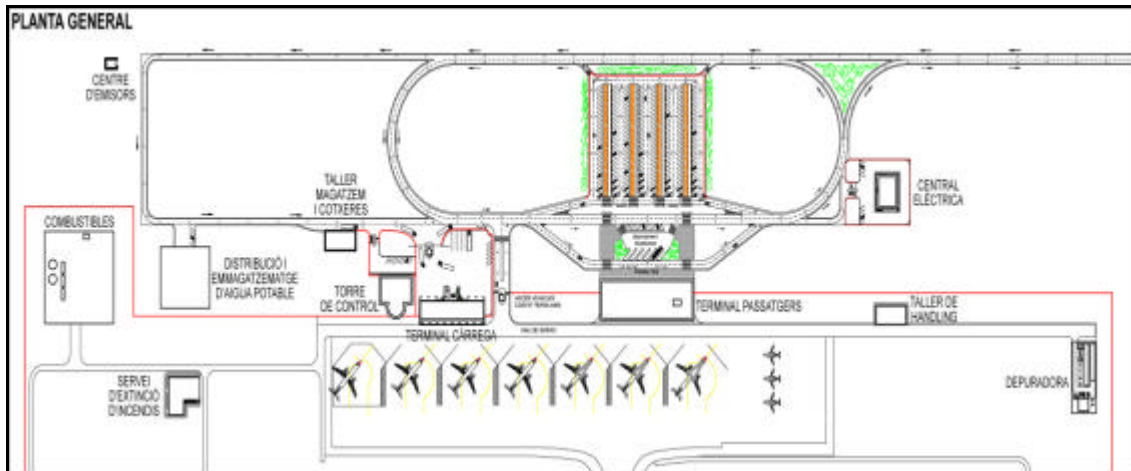 PLANTA GENERAL
CENTRE
D'EMISORS
TALLER
MAGATZEM
I COTXERES
CENTRAL
ELÈCTRICA
COMBUSTIBLES
DISTRIBUCIÓ I
EMMAGATZEMATGE
D'AIGUA POTABLE
TORRE
DE CONTROL
TERMINAL CÀRREGA
TERMINAL PASSATGERS
TALLER DE
HANDLING
SERVEI
D'EXTINCIÓ
D'INCENDIS
DEPURADORA